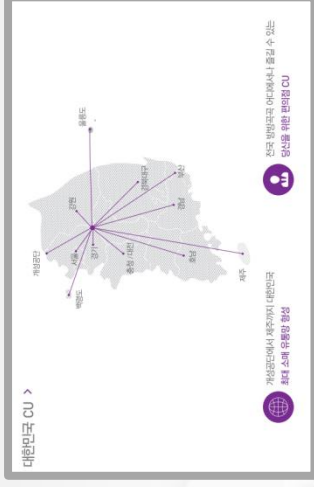 대한민국 CU >
개성공단
백령도
서울
강원
울릉도
경기
충청 / 대전
경북대구
경남
부산
호남
제주
개성공단에서 제주까지 대한민국
최대 소매 유통망 형성
전국 방방곡곡 어디에서나 즐길 수 있는
당신을 위한 편의점 CU